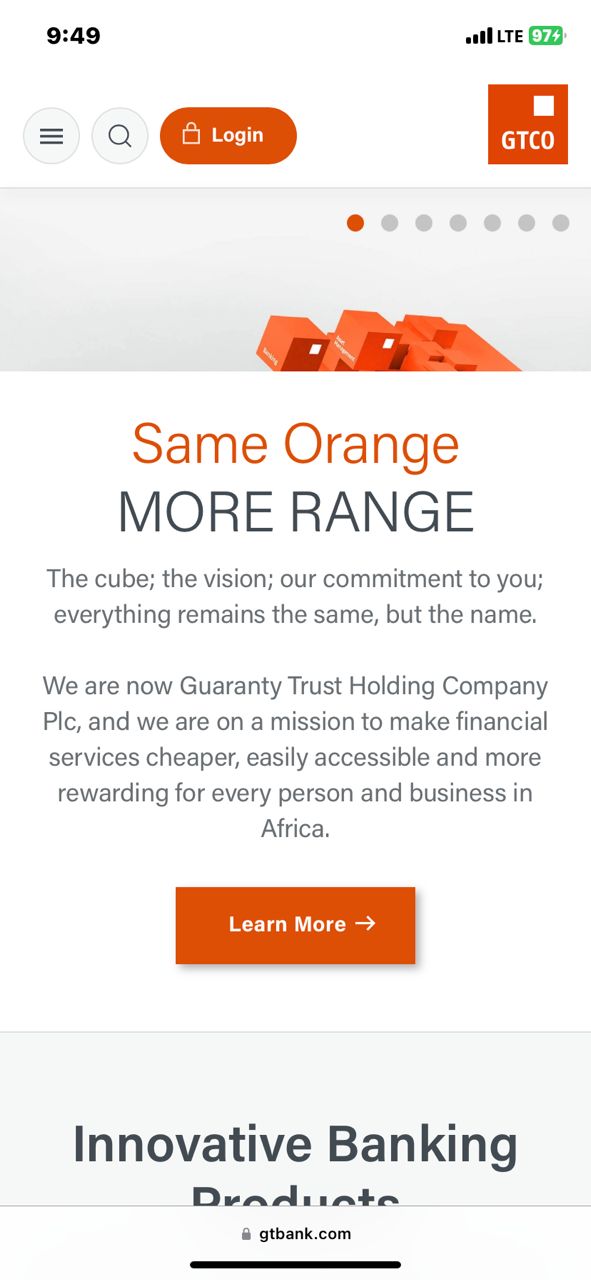 9:49
LTE
97
Login
GTCO
Banking
Asset
Management
Same Orange
MORE RANGE
The cube; the vision; our commitment to you;
everything remains the same, but the name.
We are now Guaranty Trust Holding Company
Plc, and we are on a mission to make financial
services cheaper, easily accessible and more
rewarding for every person and business in
Africa.
Learn More →
Innovative Banking
Products
gtbank.com